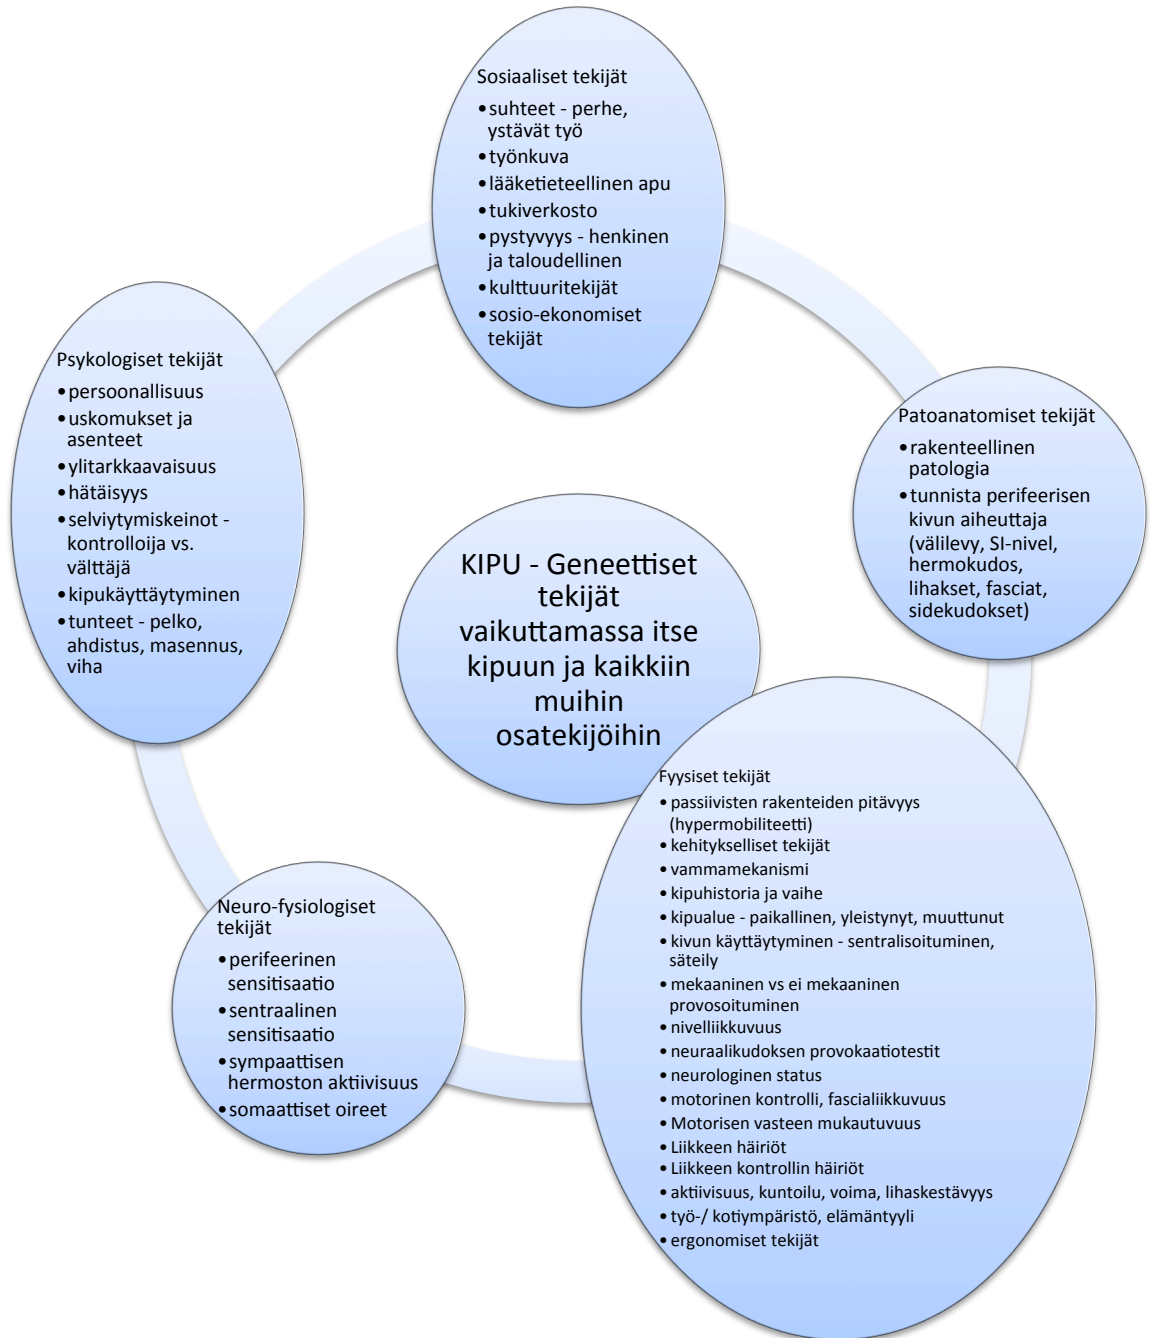 Sosiaaliset tekijät
• suhteet - perhe,
ystävät työ
• työnkuva
• lääketieteellinen apu
• tukiverkosto
• pystyvyys - henkinen
ja taloudellinen
• kulttuuritekijät
• sosio-ekonomiset
tekijät
Patoanatomiset tekijät
• rakenteellinen
patologia
• tunnista perifeerisen
kivun aiheuttaja
(välilevy, SI-nivel,
hermokudos,
lihakset, fasciat,
sidekudokset)
Fyysiset tekijät
• passiivisten rakenteiden pitävyys
(hypermobiliteetti)
• kehitykselliset tekijät
• vammamekanismi
• kipuhistoria ja vaihe
• kipualue - paikallinen, yleistynyt, muuttunut
• kivun käyttäytyminen - sentralisoituminen,
säteily
• mekaaninen vs ei mekaaninen
provosoituminen
• nivelliikkuvuus
• neuraalikudoksen provokaatiotestit
• neurologinen status
• motorinen kontrolli, fascialiikkuvuus
• Motorisen vasteen mukautuvuus
• Liikkeen häiriöt
• Liikkeen kontrollin häiriöt
• aktiivisuus, kuntoilu, voima, lihaskestävyys
• työ-/ kotiympäristö, elämäntyyli
• ergonomiset tekijät
Neuro-fysiologiset
tekijät
• perifeerinen
sensitisaatio
• sentraalinen
sensitisaatio
• sympaattisen
hermoston aktiivisuus
• somaattiset oireet
Psykologiset tekijät
• persoonallisuus
• uskomukset ja
asenteet
• ylitarkkaavaisuus
• hätäisyys
• selviytymiskeinot -
kontrolloija vs.
välttäjä
• kipukäyttäytyminen
• tunteet - pelko,
ahdistus, masennus,
viha
KIPU - Geneettiset
tekijät
vaikuttamassa itse
kipuun ja kaikkiin
muihin
osatekijöihin